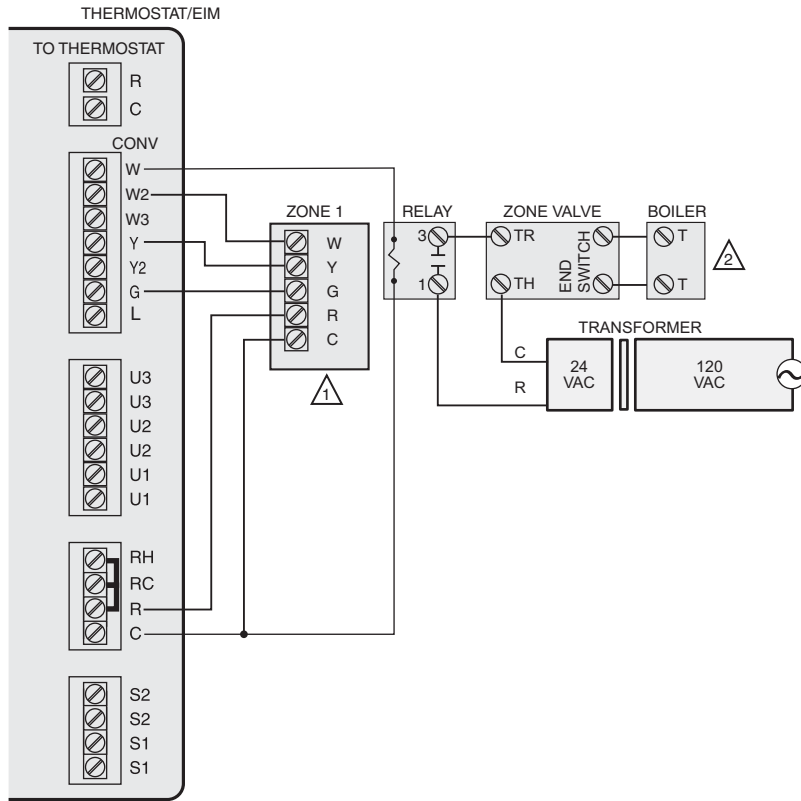 THERMOSTAT/EIM
TO THERMOSTAT
R
C
CONV
W
W2
W3
Y
Y2
G
L
U3
U3
U2
U2
U1
U1
RH
RC
R
C
S2
S2
S1
S1
ZONE 1
W
Y
G
R
C
1
RELAY
3
1
ZONE VALVE
TR
TH
END
SWITCH
BOILER
T
T
2
TRANSFORMER
C
R
24
VAC
120
VAC